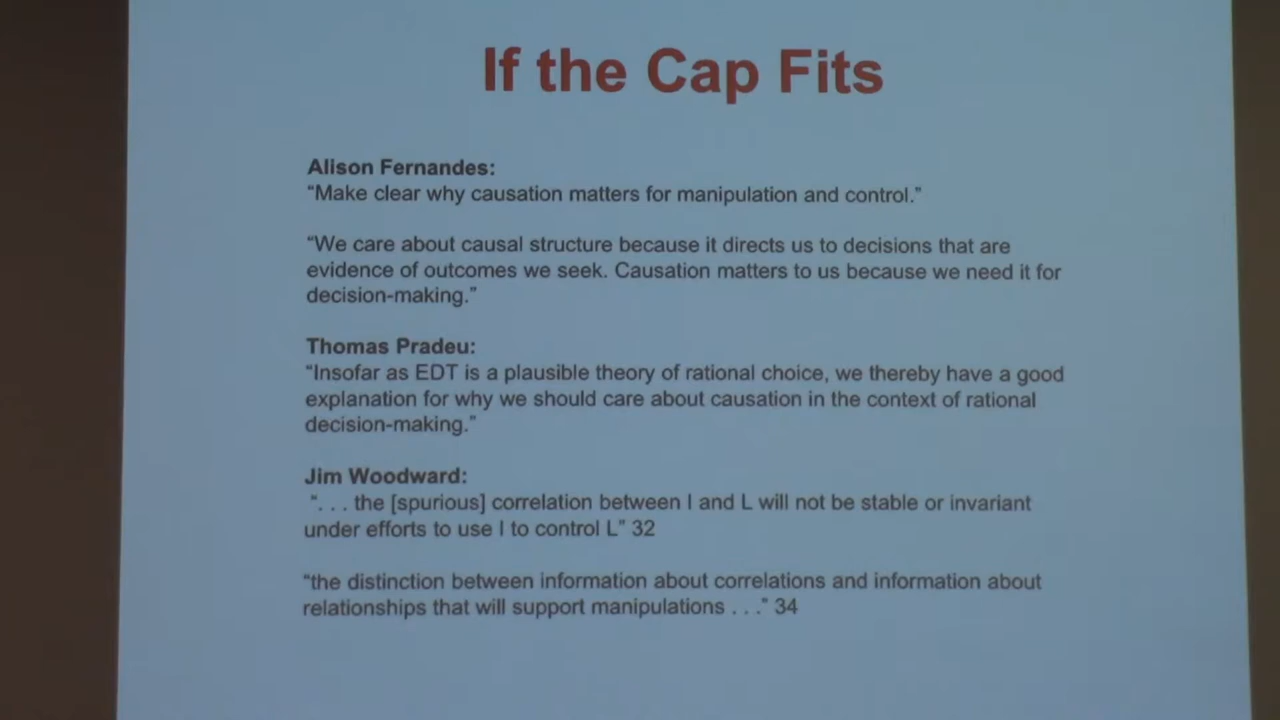 If the Cap Fits
Alison Fernandes:
“Make clear why causation matters for manipulation and control.”
“We care about causal structure because it directs us to decisions that are
evidence of outcomes we seek. Causation matters to us because we need it for
decision-making.”
Thomas Pradeu:
“Insofar as EDT is a plausible theory of rational choice, we thereby have a good
explanation for why we should care about causation in the context of rational
decision-making.”
Jim Woodward:
“. . . the [spurious] correlation between I and L will not be stable or invariant
under efforts to use I to control L” 32
“the distinction between information about correlations and information about
relationships that will support manipulations . . .” 34